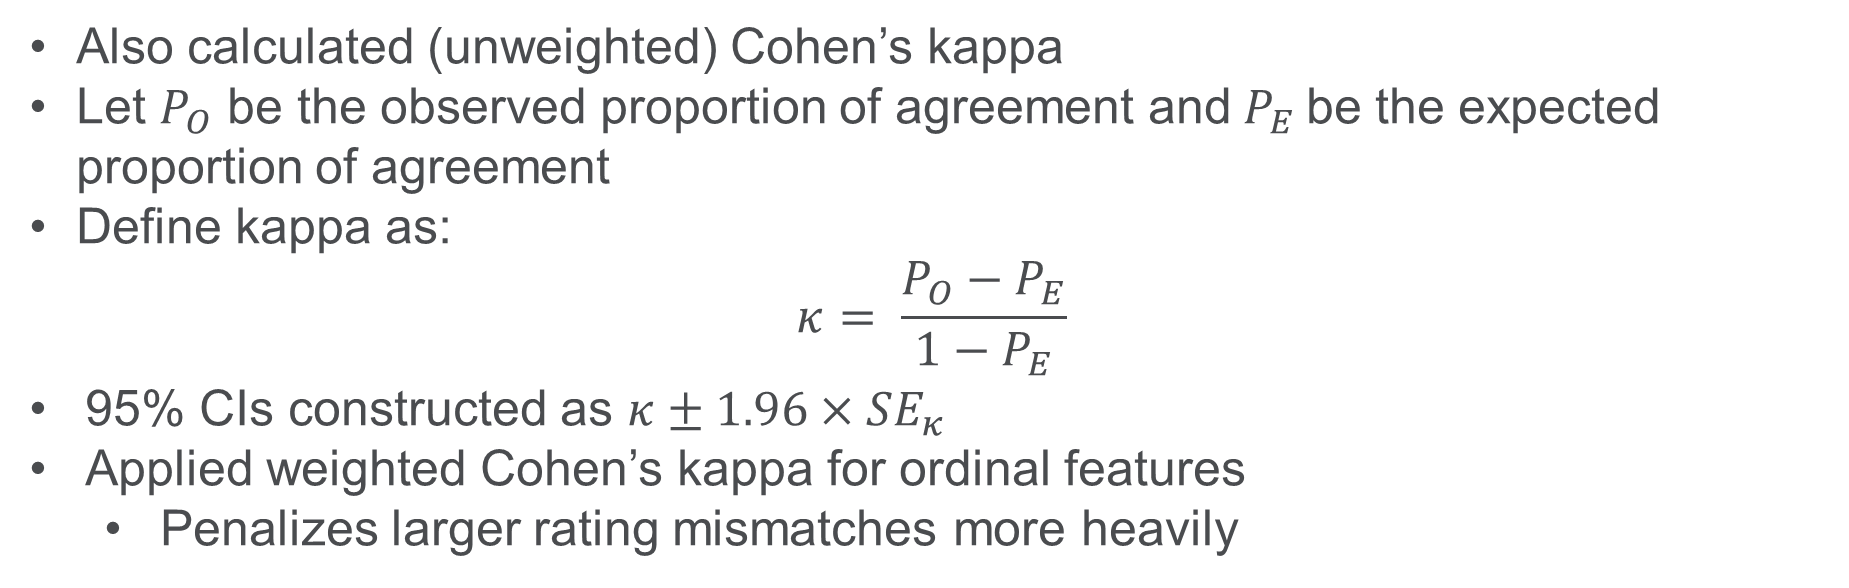 • Also calculated (unweighted) Cohen’s kappa
• Let P_O be the observed proportion of agreement and P_E be the expected
proportion of agreement
• Define kappa as:
κ = (P_O − P_E) / (1 − P_E)
• 95% CIs constructed as κ ± 1.96 × SE_κ
• Applied weighted Cohen’s kappa for ordinal features
• Penalizes larger rating mismatches more heavily